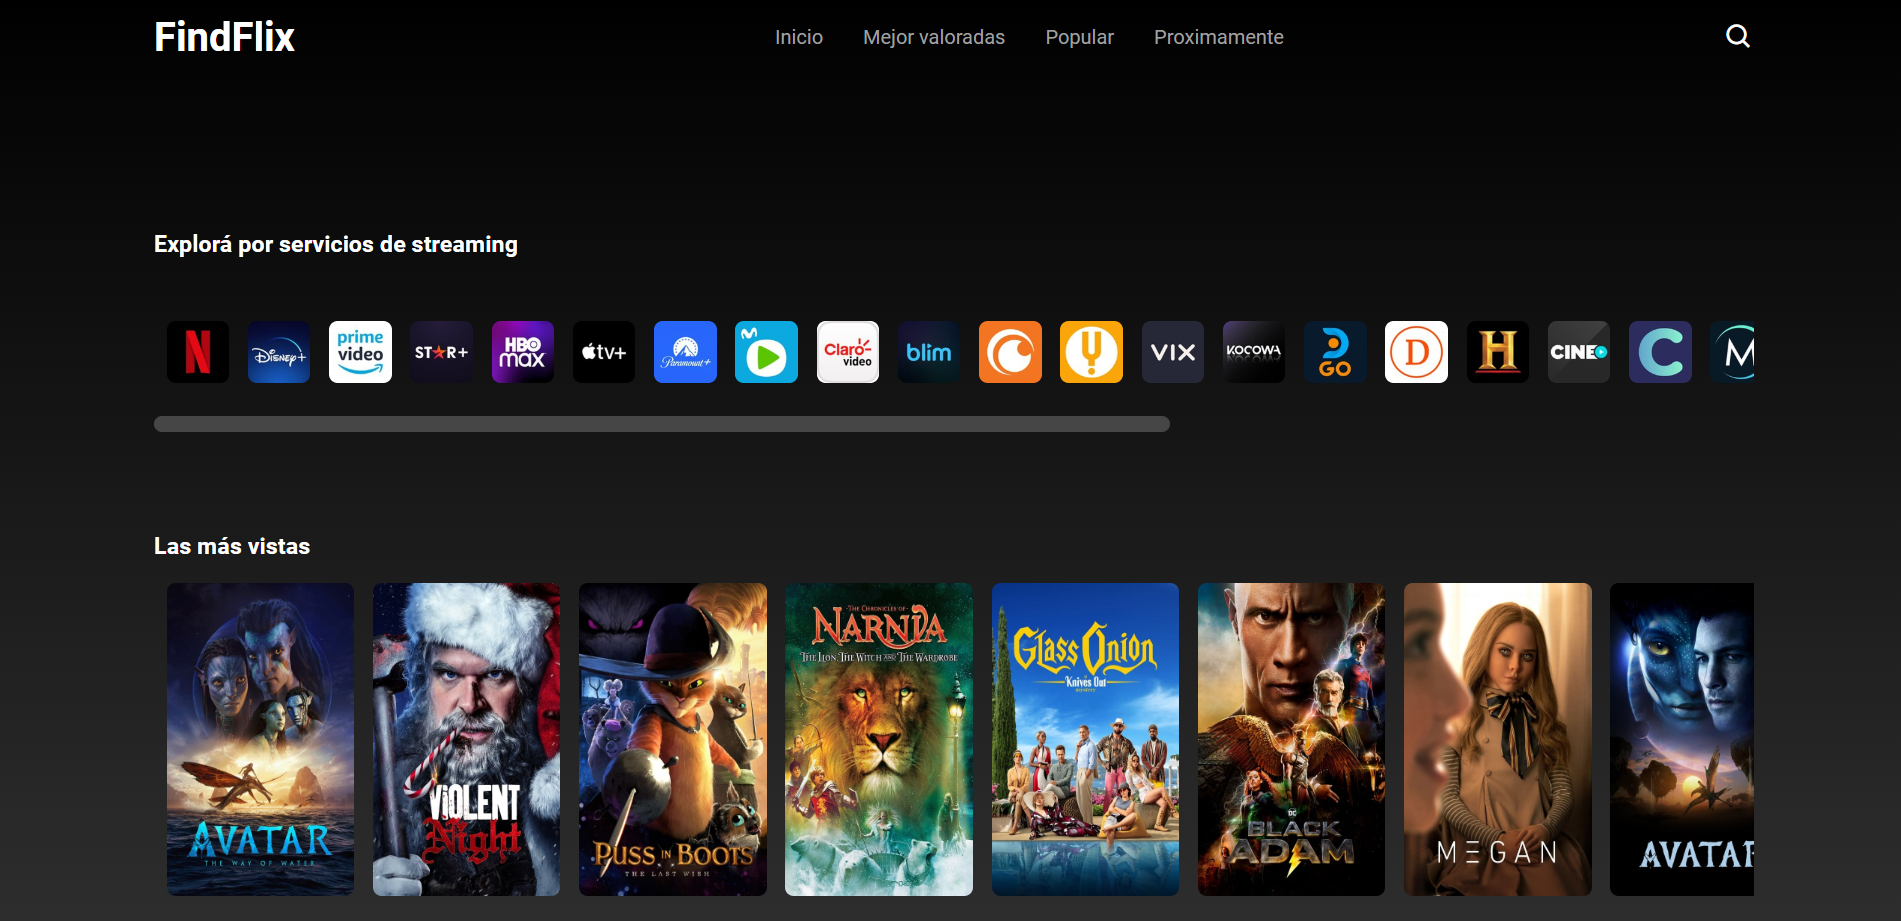 FindFlix
Inicio
Mejor valoradas
Popular
Proximamente
Explorá por servicios de streaming
N
Disney+
prime video
STAR+
HBO max
tv+
Paramount+
Claro video
blim
VIX
KOCOWA
GO
D
H
CINE
C
M
Las más vistas
AVATAR
THE WAY OF WATER
VIOLENT
Night
PUSS IN BOOTS
THE LAST WISH
THE CHRONICLES OF
NARNIA
THE LION, THE WITCH AND THE WARDROBE
Glass Onion
Knives Out
mystery
DC
BLACK
ADAM
MEGAN
AVATAR